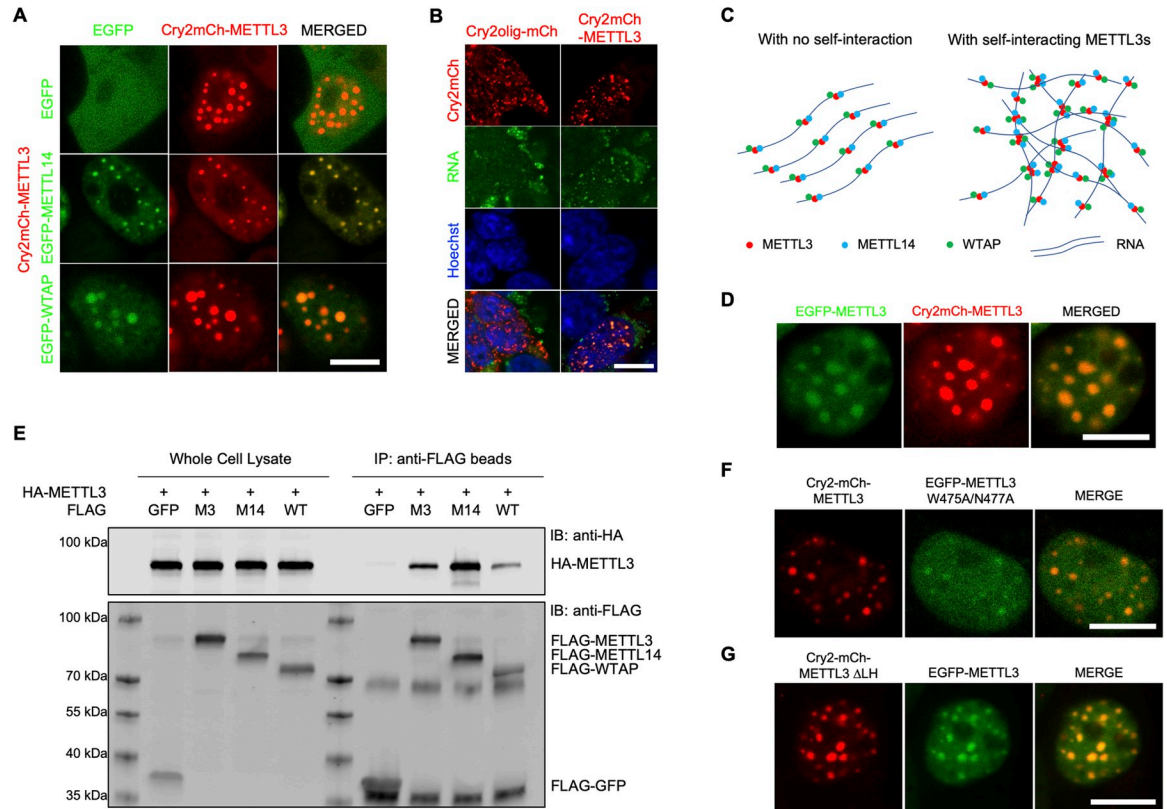 A
EGFP
Cry2mCh-METTL3
MERGED
EGFP
Cry2mCh-METTL3
EGFP-METTL14
EGFP-WTAP
B
Cry2olig-mCh
Cry2mCh
-METTL3
Cry2mCh
RNA
Hoechst
MERGED
C
With no self-interaction
With self-interacting METTL3s
METTL3
METTL14
WTAP
RNA
D
EGFP-METTL3
Cry2mCh-METTL3
MERGED
E
Whole Cell Lysate
IP: anti-FLAG beads
HA-METTL3
+ + + + + + + +
FLAG
GFP M3 M14 WT GFP M3 M14 WT
100 kDa
IB: anti-HA
HA-METTL3
IB: anti-FLAG
100 kDa
FLAG-METTL3
FLAG-METTL14
FLAG-WTAP
70 kDa
55 kDa
40 kDa
35 kDa
FLAG-GFP
F
Cry2-mCh-
METTL3
EGFP-METTL3
W475A/N477A
MERGE
G
Cry2-mCh-
METTL3 ΔLH
EGFP-METTL3
MERGE